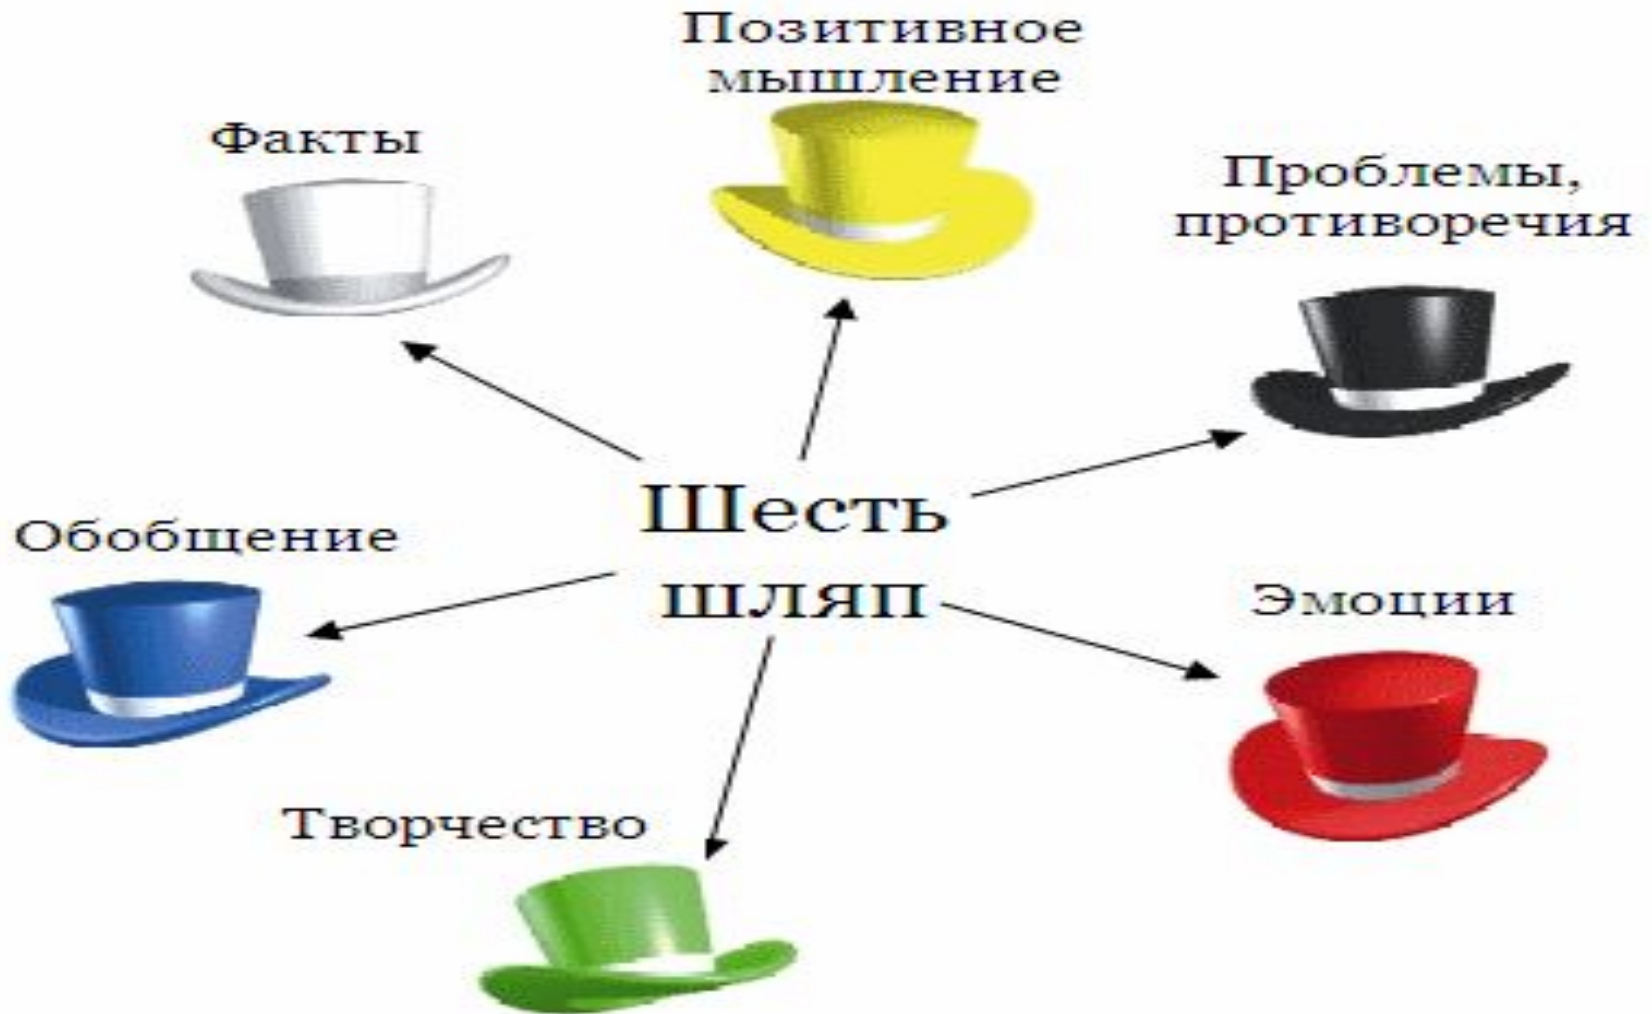 Позитивное
мышление
Факты
Проблемы,
противоречия
Шесть
шляп
Обобщение
Эмоции
Творчество